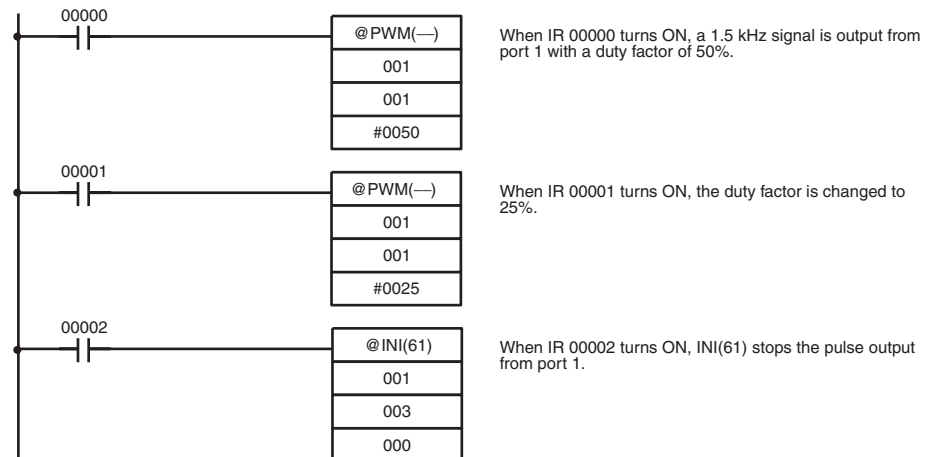 00000
@PWM(––)
001
001
#0050
When IR 00000 turns ON, a 1.5 kHz signal is output from
port 1 with a duty factor of 50%.
00001
@PWM(––)
001
001
#0025
When IR 00001 turns ON, the duty factor is changed to
25%.
00002
@INI(61)
001
003
000
When IR 00002 turns ON, INI(61) stops the pulse output
from port 1.